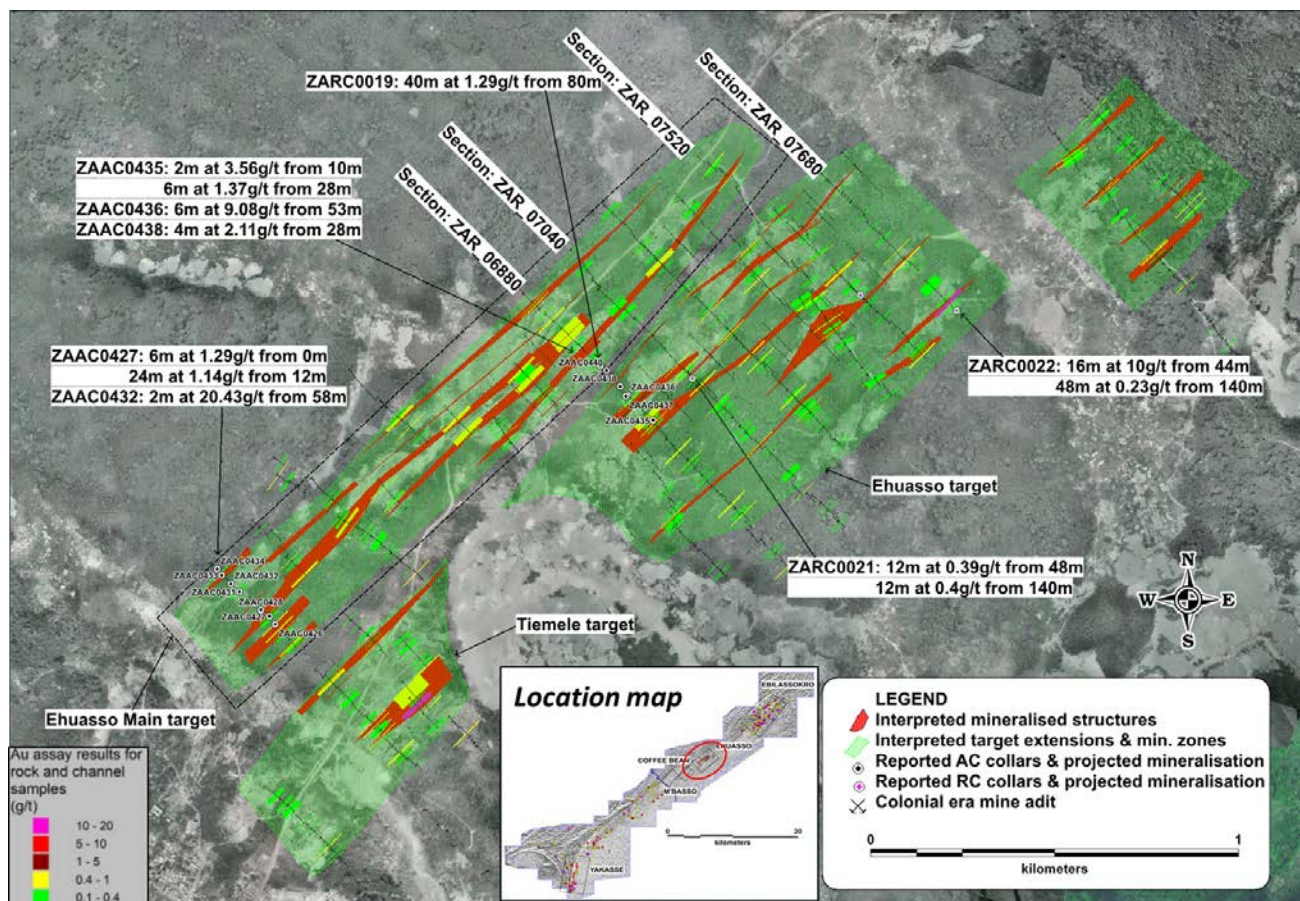 Section: ZAR_07520
Section: ZAR_07680
ZARC0019: 40m at 1.29g/t from 80m
Section: ZAR_07040
Section: ZAR_06880
ZAAC0435: 2m at 3.56g/t from 10m
6m at 1.37g/t from 28m
ZAAC0436: 6m at 9.08g/t from 53m
ZAAC0438: 4m at 2.11g/t from 28m
ZAAC0427: 6m at 1.29g/t from 0m
24m at 1.14g/t from 12m
ZAAC0432: 2m at 20.43g/t from 58m
ZAAC0440
ZAAC0438
ZAAC0436
ZAAC0437
ZAAC0435
ZARC0022: 16m at 10g/t from 44m
48m at 0.23g/t from 140m
Ehuasso target
ZARC0021: 12m at 0.39g/t from 48m
12m at 0.4g/t from 140m
ZAAC0434
ZAAC0433
ZAAC0432
ZAAC0431
ZAAC0428
ZAAC0427
ZAAC0426
Tiemele target
Ehuasso Main target
N
W
E
S
Location map
EBILASSOKRO
EHUASSO
COFFEE BEAN
M'BASSO
YAKASSE
0
20
kilometers
LEGEND
Interpreted mineralised structures
Interpreted target extensions & min. zones
Reported AC collars & projected mineralisation
Reported RC collars & projected mineralisation
Colonial era mine adit
0
1
kilometers
Au assay results for
rock and channel
samples
(g/t)
10 - 20
5 - 10
1 - 5
0.4 - 1
0.1 - 0.4